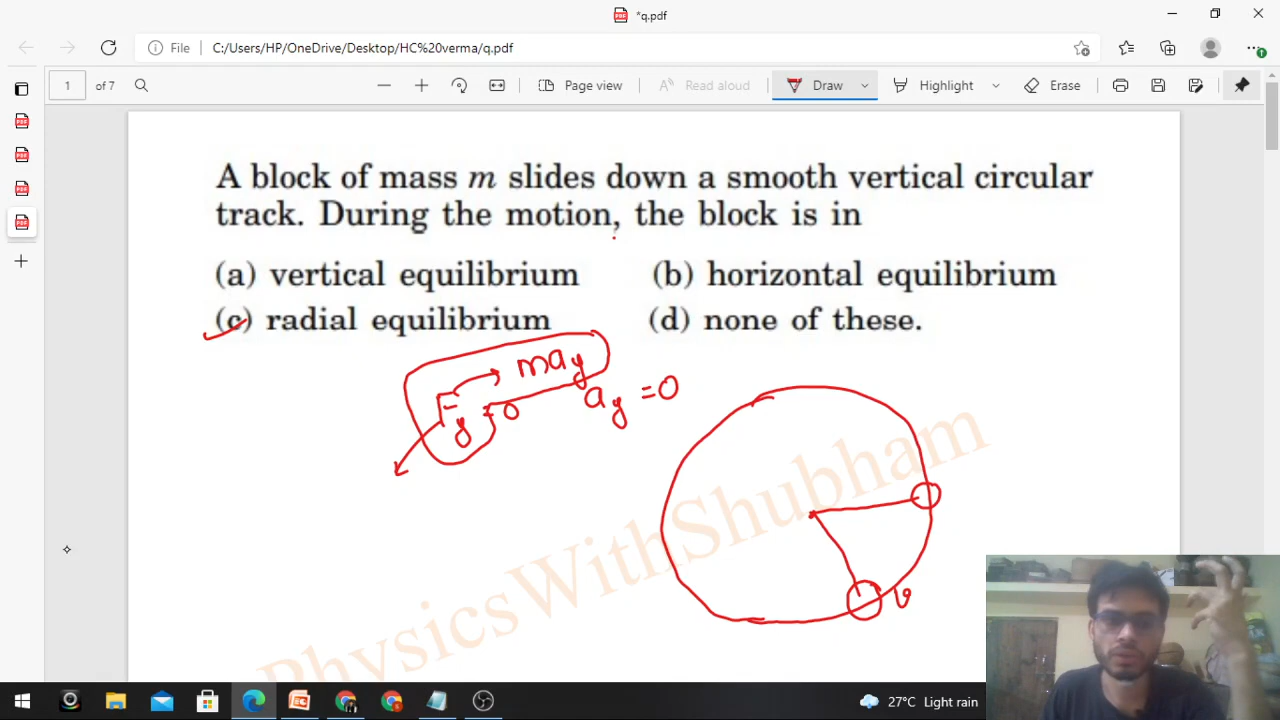 *q.pdf
File C:/Users/HP/OneDrive/Desktop/HC%20verma/q.pdf
1 of 7 Page view Read aloud Draw Highlight Erase
A block of mass m slides down a smooth vertical circular
track. During the motion, the block is in
(a) vertical equilibrium (b) horizontal equilibrium
(c) radial equilibrium (d) none of these.
may
Fy = 0 ay = 0
v
PhysicsWithShubham
27°C Light rain